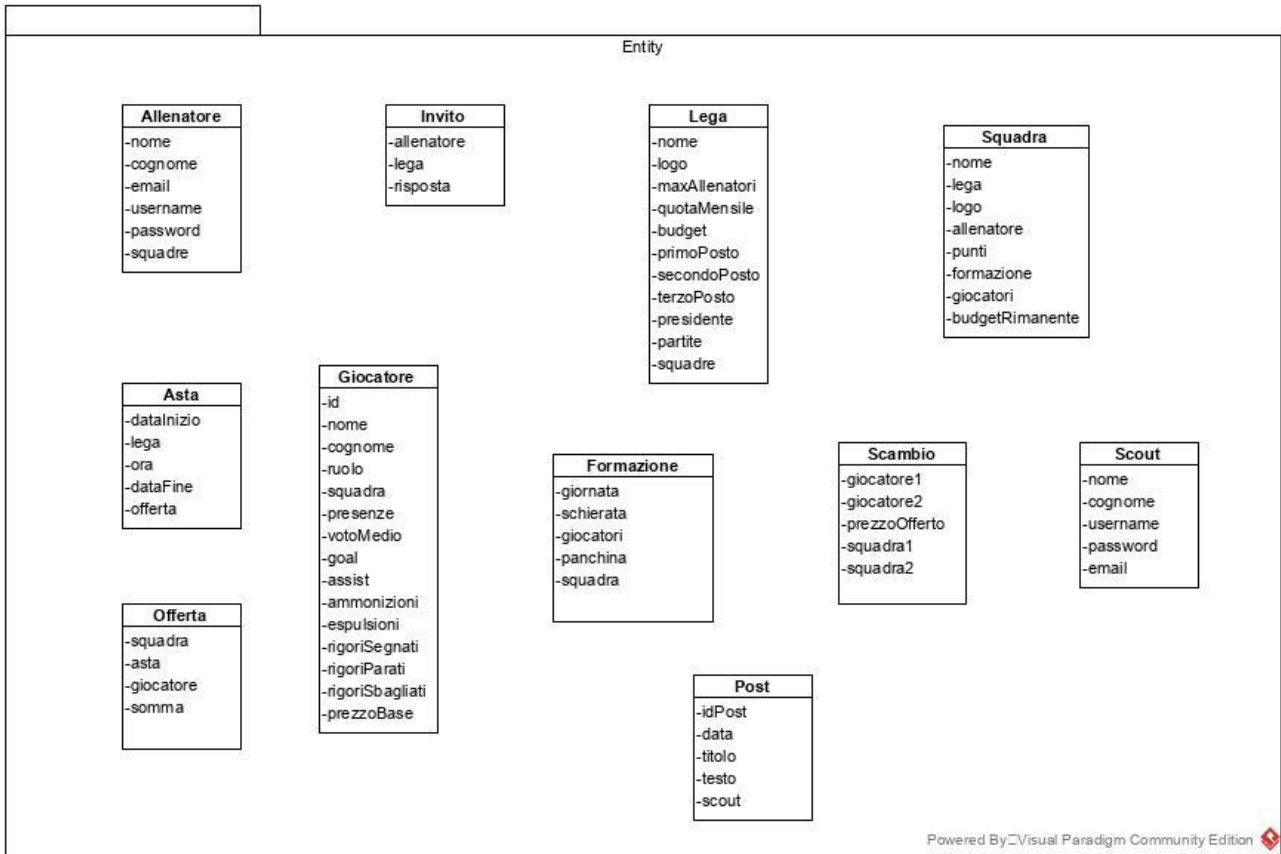 Entity
Allenatore
-nome
-cognome
-email
-username
-password
-squadre
Invito
-allenatore
-lega
-risposta
Lega
-nome
-logo
-maxAllenatori
-quotaMensile
-budget
-primoPosto
-secondoPosto
-terzoPosto
-presidente
-partite
-squadre
Squadra
-nome
-lega
-logo
-allenatore
-punti
-formazione
-giocatori
-budgetRimanente
Asta
-dataInizio
-lega
-ora
-dataFine
-offerta
Giocatore
-id
-nome
-cognome
-ruolo
-squadra
-presenze
-votoMedio
-goal
-assist
-ammonizioni
-espulsioni
-rigoriSegnati
-rigoriParati
-rigoriSbagliati
-prezzoBase
Formazione
-giornata
-schierata
-giocatori
-panchina
-squadra
Scambio
-giocatore1
-giocatore2
-prezzoOfferto
-squadra1
-squadra2
Scout
-nome
-cognome
-username
-password
-email
Offerta
-squadra
-asta
-giocatore
-somma
Post
-idPost
-data
-titolo
-testo
-scout
Powered By Visual Paradigm Community Edition